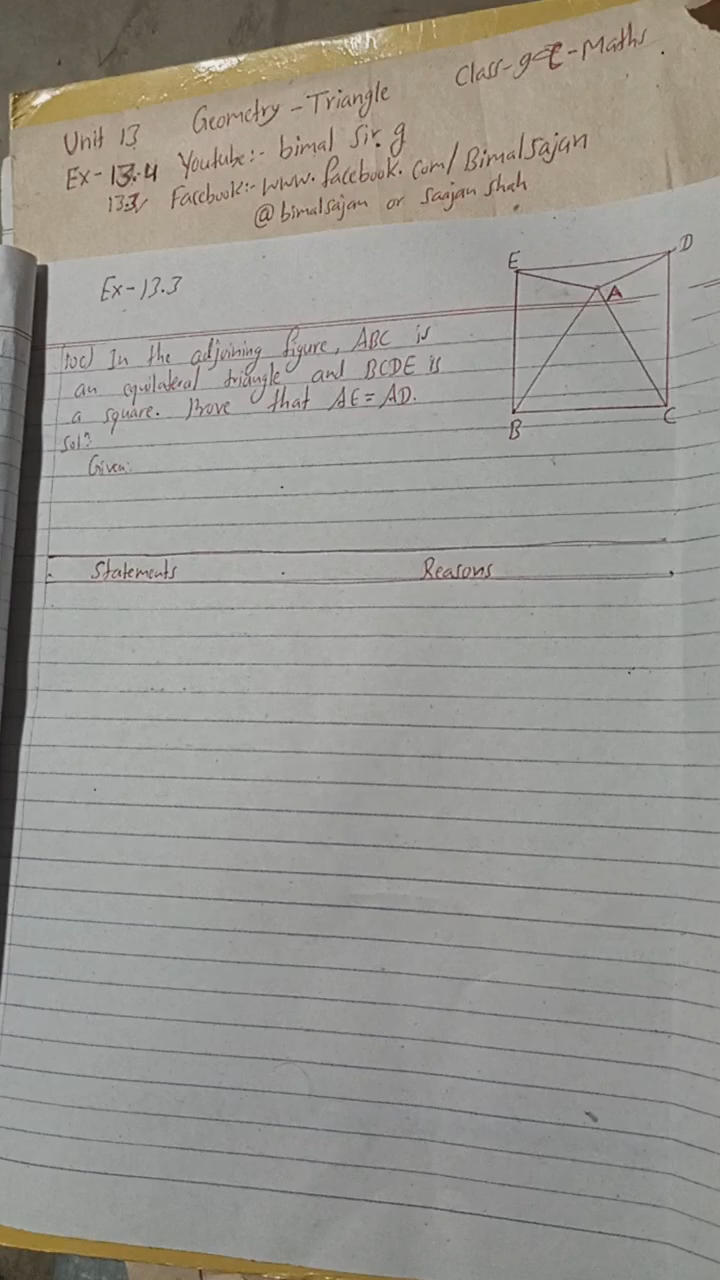 Class-9 - Maths
Unit 13 Geometry - Triangle
Ex- 13.4 Youtube:- bimal sir g
13.3 Facebook:- www.facebook.com/Bimalsajan
@bimalsajan or saajan shah
Ex-13.3
10c) In the adjoining figure, ABC is
an equilateral triangle and BCDE is
a square. Prove that AE = AD.
Sol?
Given:
E
D
A
B
C
Statements
Reasons